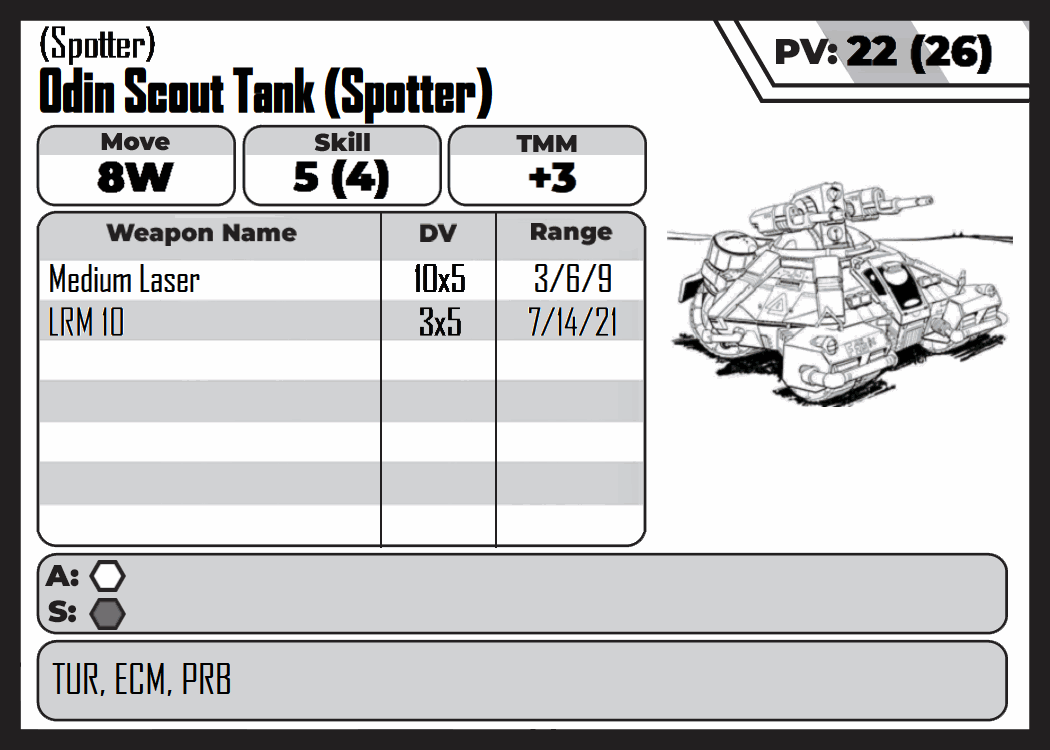 (Spotter)
Odin Scout Tank (Spotter)
PV: 22 (26)
Move
8W
Skill
5 (4)
TMM
+3
Weapon Name DV Range
Medium Laser 10x5 3/6/9
LRM 10 3x5 7/14/21
A:
S:
TUR, ECM, PRB